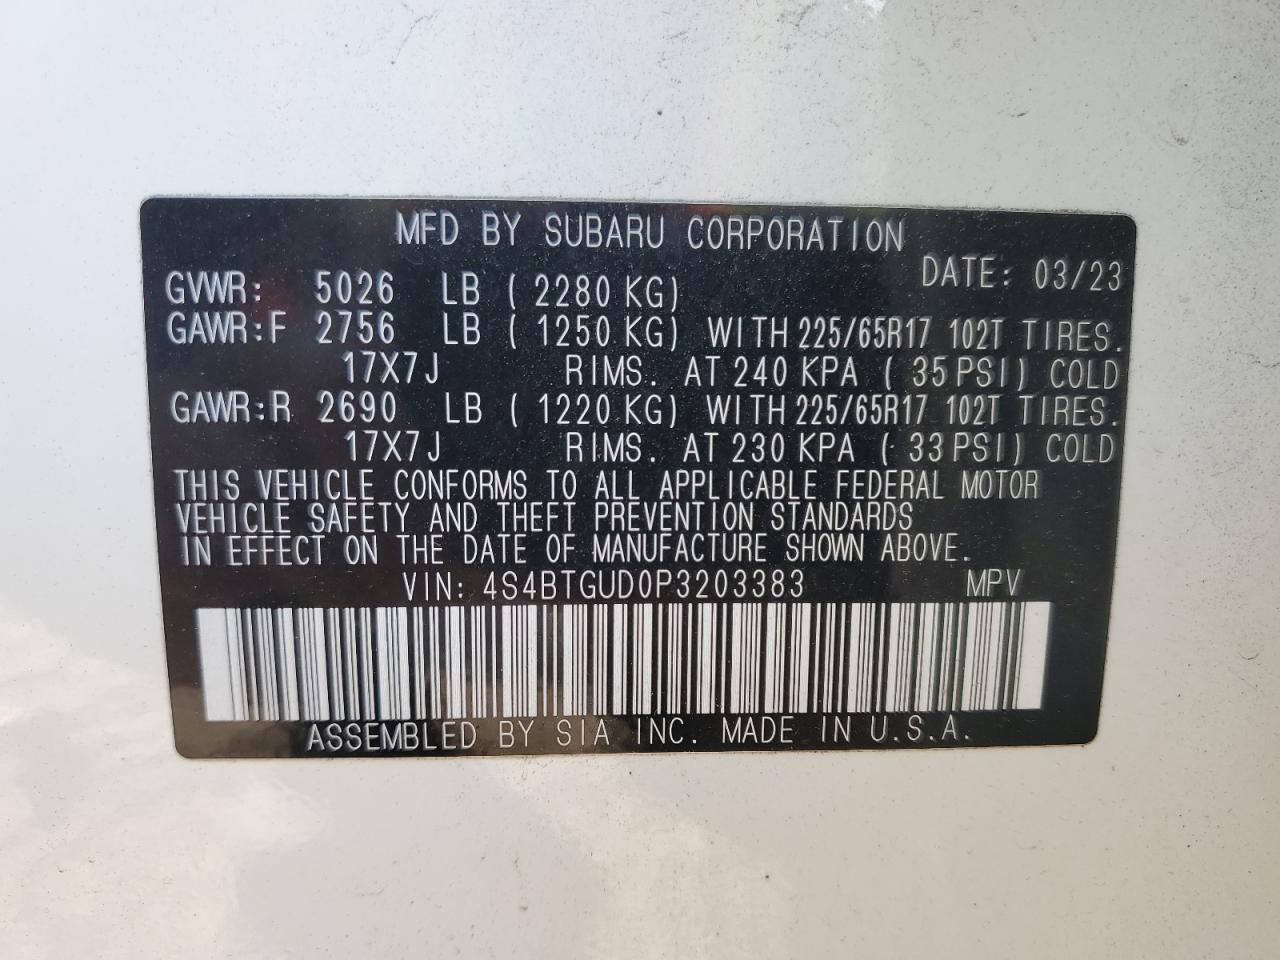 MFD BY SUBARU CORPORATION
DATE: 03/23
GVWR: 5026 LB ( 2280 KG)
GAWR:F 2756 LB ( 1250 KG) WITH 225/65R17 102T TIRES.
17X7J RIMS. AT 240 KPA ( 35 PSI) COLD
GAWR:R 2690 LB ( 1220 KG) WITH 225/65R17 102T TIRES.
17X7J RIMS. AT 230 KPA ( 33 PSI) COLD
THIS VEHICLE CONFORMS TO ALL APPLICABLE FEDERAL MOTOR
VEHICLE SAFETY AND THEFT PREVENTION STANDARDS
IN EFFECT ON THE DATE OF MANUFACTURE SHOWN ABOVE.
VIN: 4S4BTGUD0P3203383 MPV
ASSEMBLED BY SIA INC. MADE IN U.S.A.